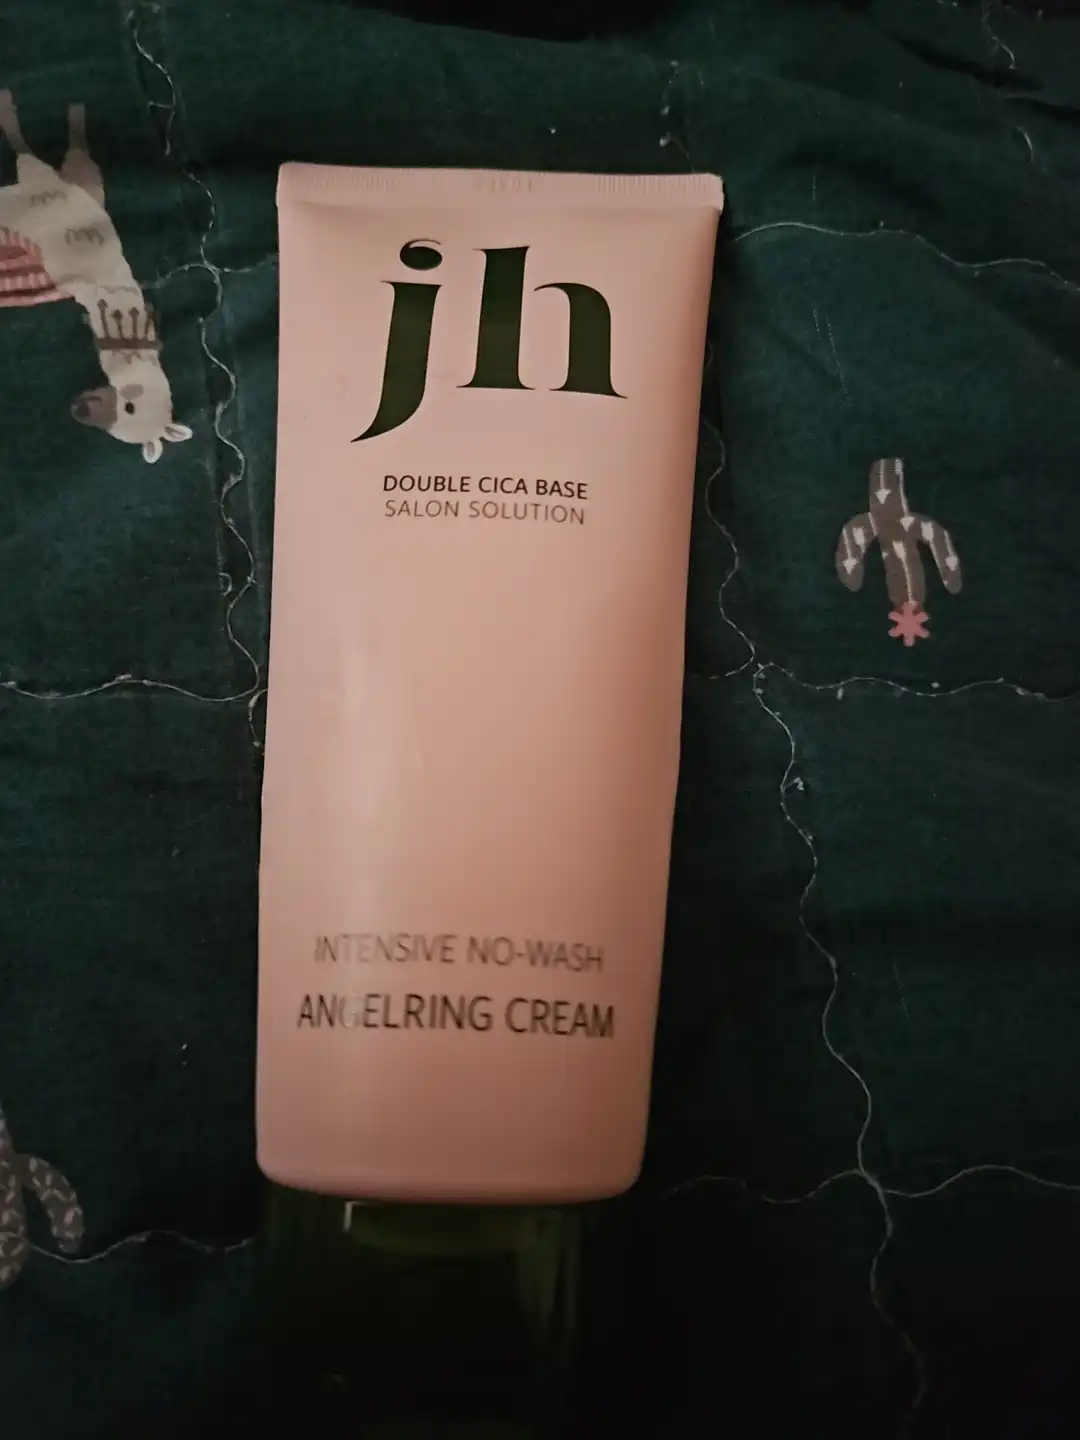 jh
DOUBLE CICA BASE
SALON SOLUTION
INTENSIVE NO-WASH
ANGELRING CREAM